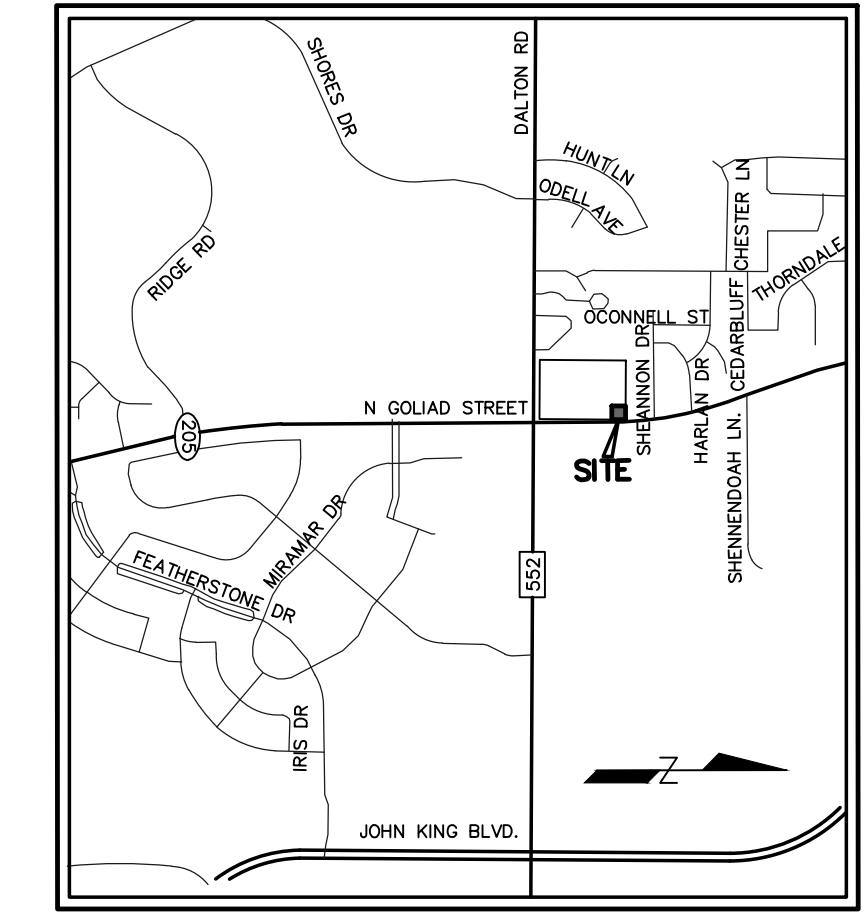 SHORES DR
DALTON RD
HUNT LN
ODELL AVE
CHESTER LN
RIDGE RD
THORNDALE
OCONNELL ST
CEDARBLUFF
SHEANNON DR
HARLAN DR
N GOLIAD STREET
205
SITE
SHENNENDOAH LN.
MIRAMAR DR
552
FEATHERSTONE DR
IRIS DR
Z
JOHN KING BLVD.